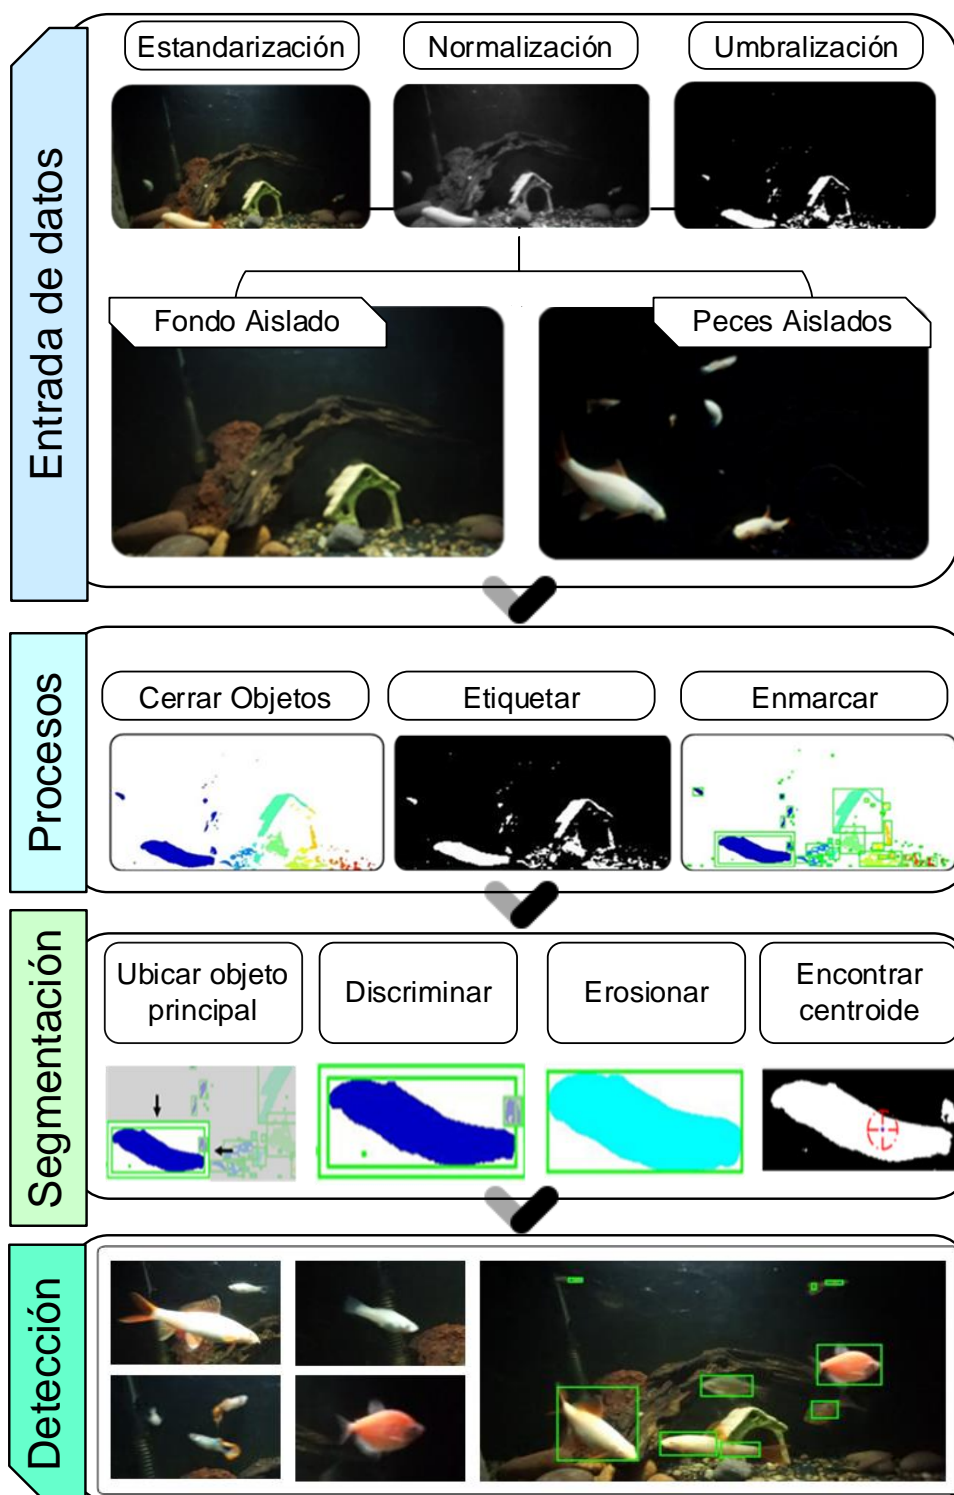 Entrada de datos
Estandarización
Normalización
Umbralización
Fondo Aislado
Peces Aislados
Procesos
Cerrar Objetos
Etiquetar
Enmarcar
Segmentación
Ubicar objeto
principal
Discriminar
Erosionar
Encontrar
centroide
Detección